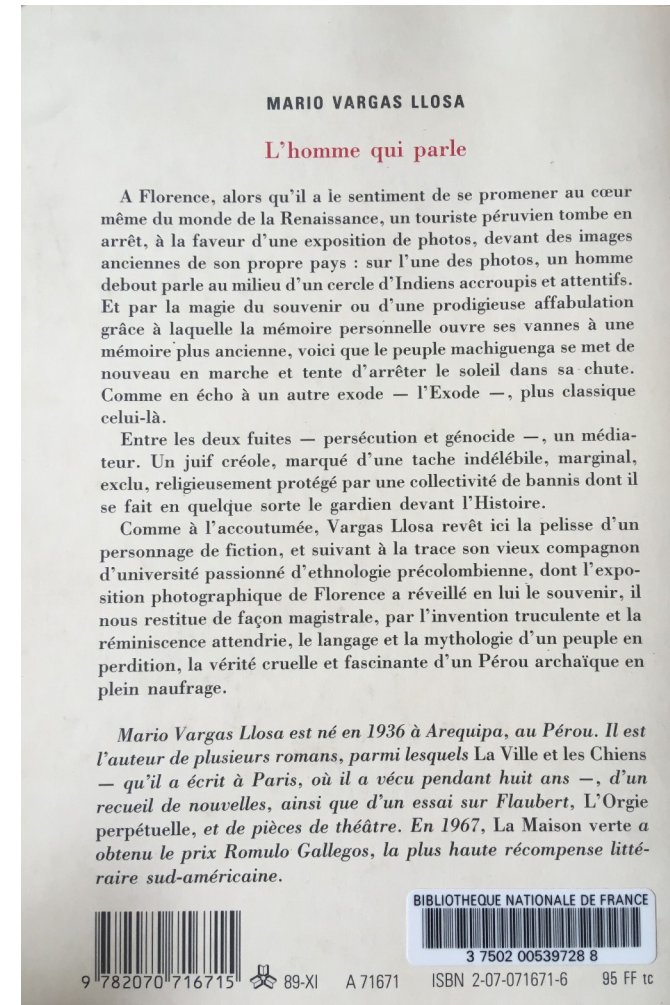 MARIO VARGAS LLOSA
L'homme qui parle
A Florence, alors qu'il a le sentiment de se promener au cœur
même du monde de la Renaissance, un touriste péruvien tombe en
arrêt, à la faveur d'une exposition de photos, devant des images
anciennes de son propre pays : sur l'une des photos, un homme
debout parle au milieu d'un cercle d'Indiens accroupis et attentifs.
Et par la magie du souvenir ou d'une prodigieuse affabulation
grâce à laquelle la mémoire personnelle ouvre ses vannes à une
mémoire plus ancienne, voici que le peuple machiguenga se met de
nouveau en marche et tente d'arrêter le soleil dans sa chute.
Comme en écho à un autre exode — l'Exode —, plus classique
celui-là.
Entre les deux fuites — persécution et génocide —, un média-
teur. Un juif créole, marqué d'une tache indélébile, marginal,
exclu, religieusement protégé par une collectivité de bannis dont il
se fait en quelque sorte le gardien devant l'Histoire.
Comme à l'accoutumée, Vargas Llosa revêt ici la pelisse d'un
personnage de fiction, et suivant à la trace son vieux compagnon
d'université passionné d'ethnologie précolombienne, dont l'expo-
sition photographique de Florence a réveillé en lui le souvenir, il
nous restitue de façon magistrale, par l'invention truculente et la
réminiscence attendrie, le langage et la mythologie d'un peuple en
perdition, la vérité cruelle et fascinante d'un Pérou archaïque en
plein naufrage.
Mario Vargas Llosa est né en 1936 à Arequipa, au Pérou. Il est
l'auteur de plusieurs romans, parmi lesquels La Ville et les Chiens
— qu'il a écrit à Paris, où il a vécu pendant huit ans —, d'un
recueil de nouvelles, ainsi que d'un essai sur Flaubert, L'Orgie
perpétuelle, et de pièces de théâtre. En 1967, La Maison verte a
obtenu le prix Romulo Gallegos, la plus haute récompense litté-
raire sud-américaine.
BIBLIOTHEQUE NATIONALE DE FRANCE
3 7502 00539728 8
9 782070 716715 89-XI A 71671 ISBN 2-07-071671-6 95 FF tc